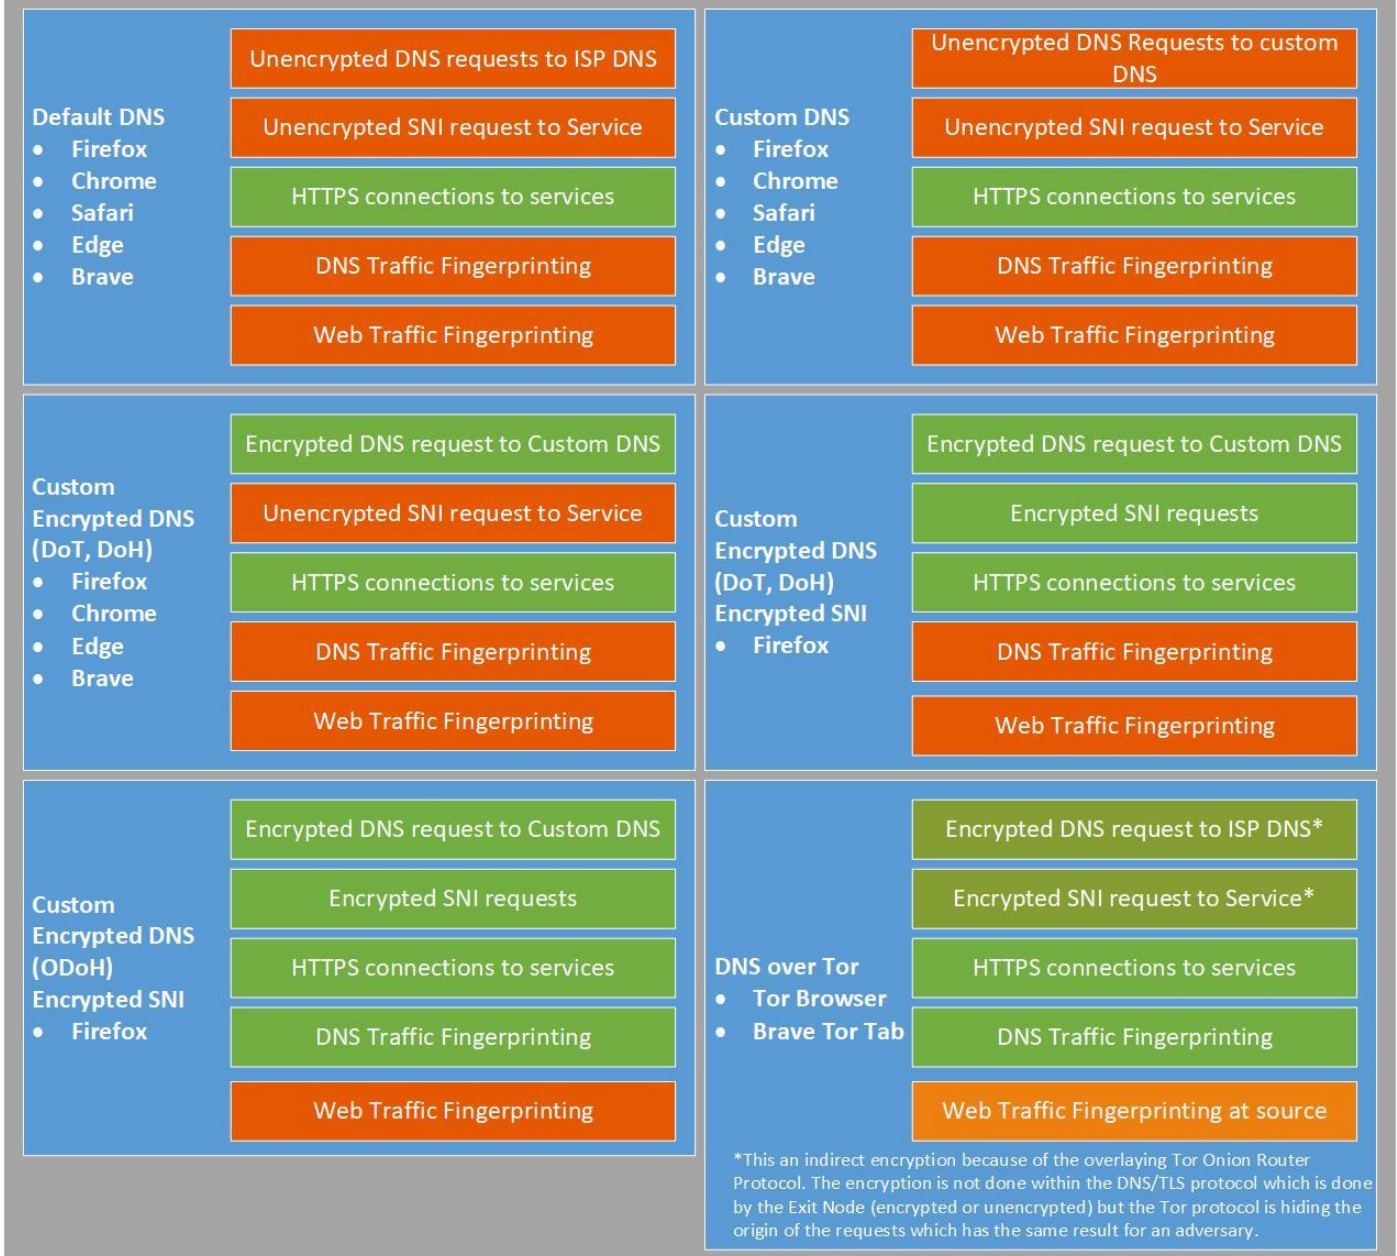 Default DNS
• Firefox
• Chrome
• Safari
• Edge
• Brave
Unencrypted DNS requests to ISP DNS
Unencrypted SNI request to Service
HTTPS connections to services
DNS Traffic Fingerprinting
Web Traffic Fingerprinting
Custom DNS
• Firefox
• Chrome
• Safari
• Edge
• Brave
Unencrypted DNS Requests to custom
DNS
Unencrypted SNI request to Service
HTTPS connections to services
DNS Traffic Fingerprinting
Web Traffic Fingerprinting
Custom
Encrypted DNS
(DoT, DoH)
• Firefox
• Chrome
• Edge
• Brave
Encrypted DNS request to Custom DNS
Unencrypted SNI request to Service
HTTPS connections to services
DNS Traffic Fingerprinting
Web Traffic Fingerprinting
Custom
Encrypted DNS
(DoT, DoH)
Encrypted SNI
• Firefox
Encrypted DNS request to Custom DNS
Encrypted SNI requests
HTTPS connections to services
DNS Traffic Fingerprinting
Web Traffic Fingerprinting
Custom
Encrypted DNS
(ODoH)
Encrypted SNI
• Firefox
Encrypted DNS request to Custom DNS
Encrypted SNI requests
HTTPS connections to services
DNS Traffic Fingerprinting
Web Traffic Fingerprinting
DNS over Tor
• Tor Browser
• Brave Tor Tab
Encrypted DNS request to ISP DNS*
Encrypted SNI request to Service*
HTTPS connections to services
DNS Traffic Fingerprinting
Web Traffic Fingerprinting at source
*This an indirect encryption because of the overlaying Tor Onion Router
Protocol. The encryption is not done within the DNS/TLS protocol which is done
by the Exit Node (encrypted or unencrypted) but the Tor protocol is hiding the
origin of the requests which has the same result for an adversary.